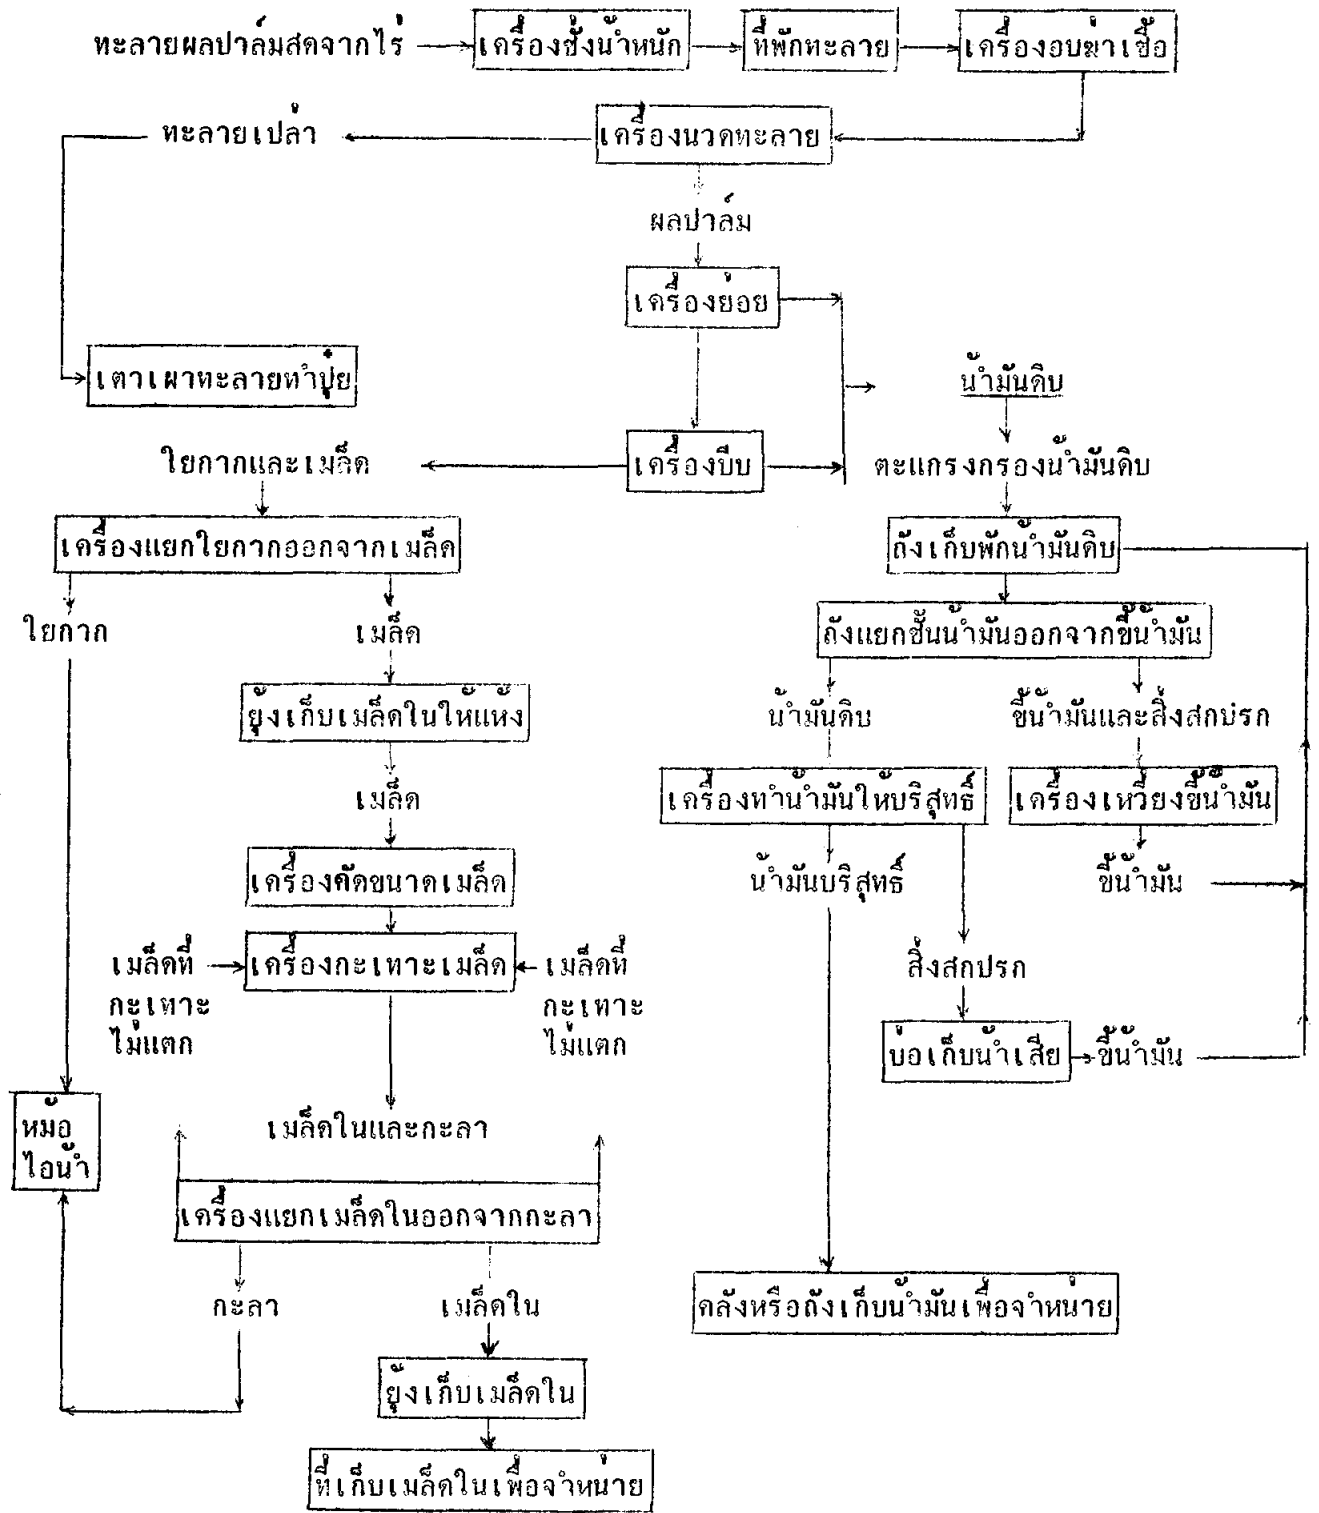 ทะลายผลปาล์มสดจากไร่
เครื่องชั่งน้ำหนัก
ที่พักทะลาย
เครื่องอบฆ่าเชื้อ
ทะลายเปล่า
เครื่องนวดทะลาย
ผลปาล์ม
เครื่องย่อย
เตาเผาทะลายทำปุ๋ย
น้ำมันดิบ
ใยกากและเมล็ด
เครื่องบีบ
ตะแกรงกรองน้ำมันดิบ
เครื่องแยกใยกากออกจากเมล็ด
ถังเก็บพักน้ำมันดิบ
ใยกาก
เมล็ด
ถังแยกชั้นน้ำมันออกจากขี้น้ำมัน
ยุ้งเก็บเมล็ดในให้แห้ง
น้ำมันดิบ
ขี้น้ำมันและสิ่งสกปรก
เมล็ด
เครื่องทำน้ำมันให้บริสุทธิ์
เครื่องเหวี่ยงขี้น้ำมัน
เครื่องคัดขนาดเมล็ด
น้ำมันบริสุทธิ์
ขี้น้ำมัน
เมล็ดที่
กะเทาะ
ไม่แตก
เครื่องกะเทาะเมล็ด
เมล็ดที่
กะเทาะ
ไม่แตก
สิ่งสกปรก
บ่อเก็บน้ำเสีย
ขี้น้ำมัน
หม้อ
ไอน้ำ
เมล็ดในและกะลา
เครื่องแยกเมล็ดในออกจากกะลา
กะลา
เมล็ดใน
คลังหรือถังเก็บน้ำมันเพื่อจำหน่าย
ยุ้งเก็บเมล็ดใน
ที่เก็บเมล็ดในเพื่อจำหน่าย